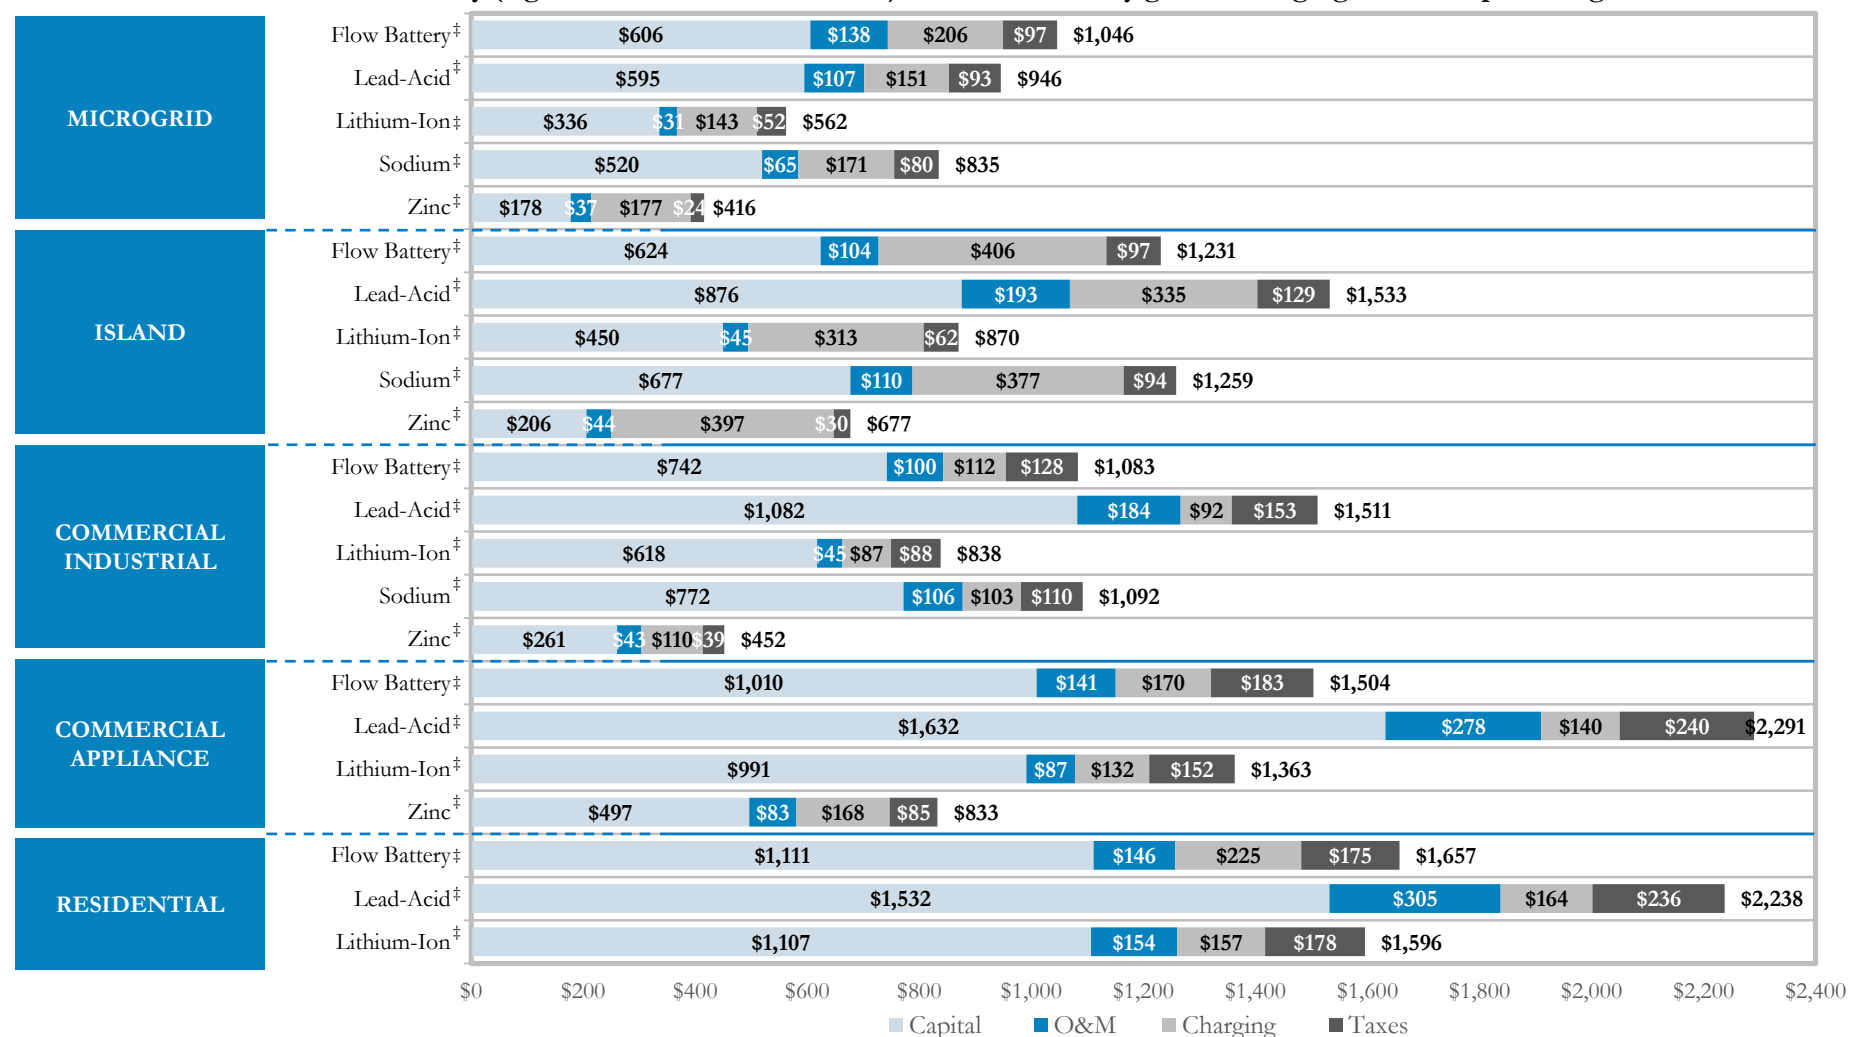 MICROGRID
Flow Battery‡ $606 $138 $206 $97 $1,046
Lead-Acid‡ $595 $107 $151 $93 $946
Lithium-Ion‡ $336 $31 $143 $52 $562
Sodium‡ $520 $65 $171 $80 $835
Zinc‡ $178 $37 $177 $24 $416
ISLAND
Flow Battery‡ $624 $104 $406 $97 $1,231
Lead-Acid‡ $876 $193 $335 $129 $1,533
Lithium-Ion‡ $450 $45 $313 $62 $870
Sodium‡ $677 $110 $377 $94 $1,259
Zinc‡ $206 $44 $397 $30 $677
COMMERCIAL
INDUSTRIAL
Flow Battery‡ $742 $100 $112 $128 $1,083
Lead-Acid‡ $1,082 $184 $92 $153 $1,511
Lithium-Ion‡ $618 $45 $87 $88 $838
Sodium‡ $772 $106 $103 $110 $1,092
Zinc‡ $261 $43 $110 $39 $452
COMMERCIAL
APPLIANCE
Flow Battery‡ $1,010 $141 $170 $183 $1,504
Lead-Acid‡ $1,632 $278 $140 $240 $2,291
Lithium-Ion‡ $991 $87 $132 $152 $1,363
Zinc‡ $497 $83 $168 $85 $833
RESIDENTIAL
Flow Battery‡ $1,111 $146 $225 $175 $1,657
Lead-Acid‡ $1,532 $305 $164 $236 $2,238
Lithium-Ion‡ $1,107 $154 $157 $178 $1,596
$0 $200 $400 $600 $800 $1,000 $1,200 $1,400 $1,600 $1,800 $2,000 $2,200 $2,400
Capital O&M Charging Taxes